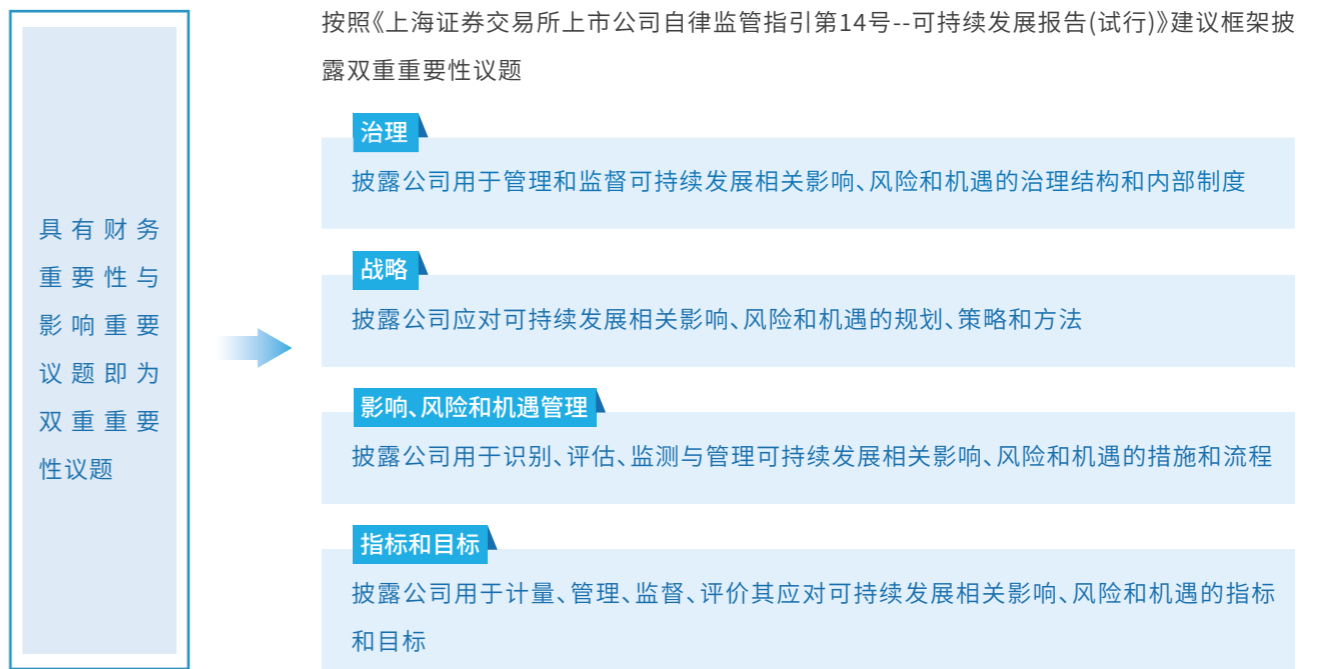 具有财务
重要性与
影响重要
议题即为
双重重要
性议题
按照《上海证券交易所上市公司自律监管指引第14号--可持续发展报告(试行)》建议框架披
露双重重要性议题
治理
披露公司用于管理和监督可持续发展相关影响、风险和机遇的治理结构和内部制度
战略
披露公司应对可持续发展相关影响、风险和机遇的规划、策略和方法
影响、风险和机遇管理
披露公司用于识别、评估、监测与管理可持续发展相关影响、风险和机遇的措施和流程
指标和目标
披露公司用于计量、管理、监督、评价其应对可持续发展相关影响、风险和机遇的指标
和目标